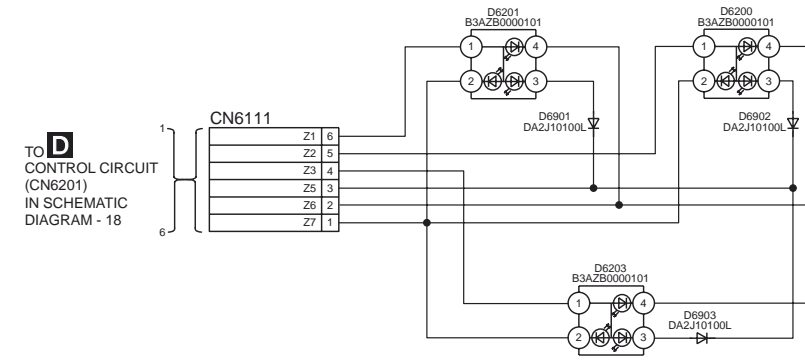 D6201
B3AZB0000101
1
4
2
3
D6200
B3AZB0000101
1
4
2
3
D6901
DA2J10100L
D6902
DA2J10100L
TO D
CONTROL CIRCUIT
(CN6201)
IN SCHEMATIC
DIAGRAM - 18
1
6
CN6111
Z1 6
Z2 5
Z3 4
Z5 3
Z6 2
Z7 1
D6203
B3AZB0000101
1
4
2
3
D6903
DA2J10100L